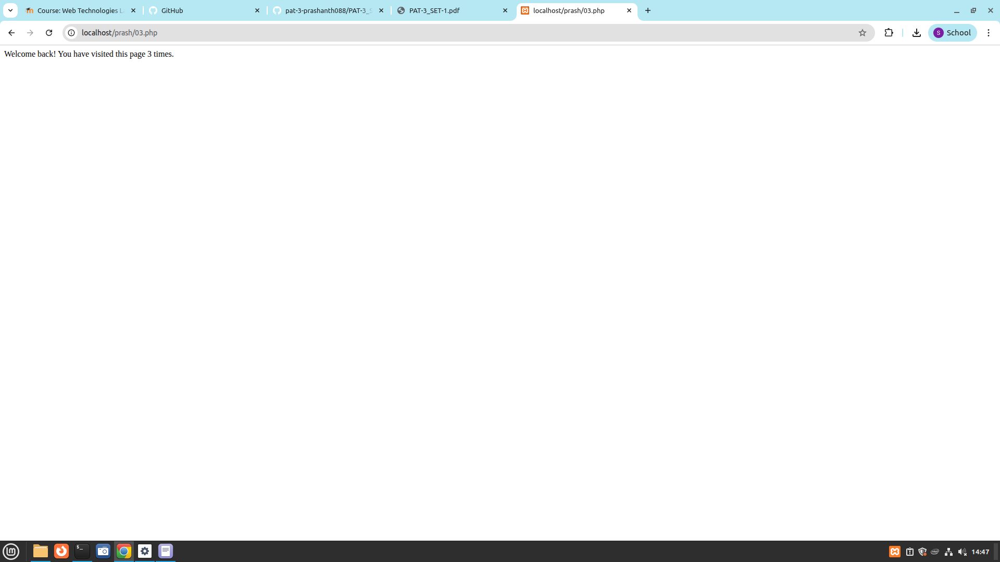 Course: Web Technologies L
GitHub
pat-3-prashanth088/PAT-3_S
PAT-3_SET-1.pdf
localhost/prash/03.php
localhost/prash/03.php
S School
Welcome back! You have visited this page 3 times.
14:47